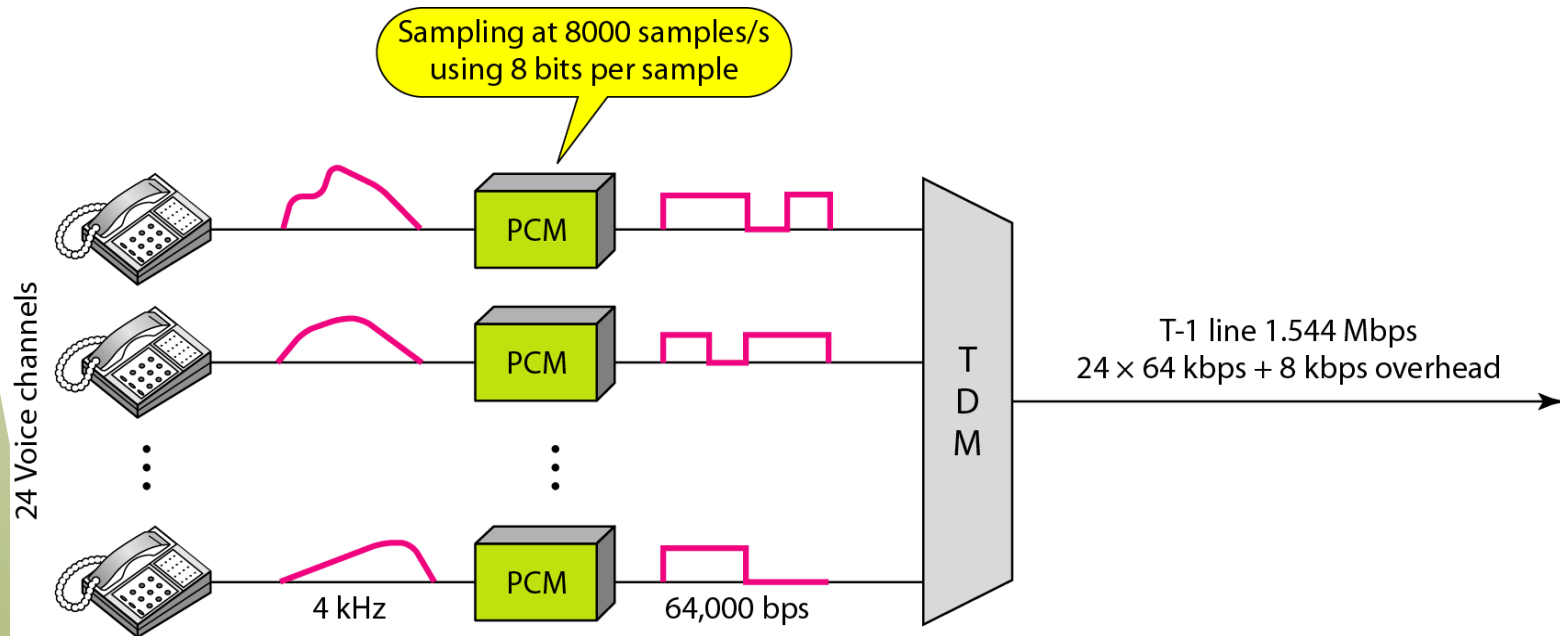 Sampling at 8000 samples/s
using 8 bits per sample
24 Voice channels
PCM
PCM
PCM
4 kHz
64,000 bps
T
D
M
T-1 line 1.544 Mbps
24 × 64 kbps + 8 kbps overhead